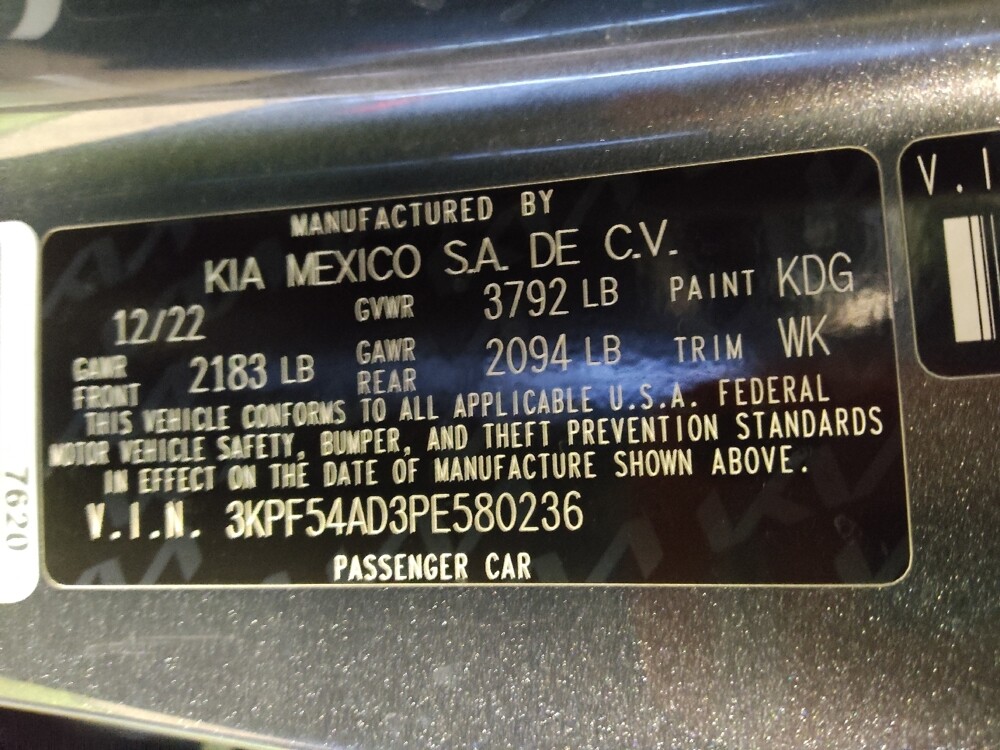 MANUFACTURED BY
KIA MEXICO S.A. DE C.V.
12/22 GVWR 3792 LB PAINT KDG
GAWR FRONT 2183 LB GAWR REAR 2094 LB TRIM WK
THIS VEHICLE CONFORMS TO ALL APPLICABLE U.S.A. FEDERAL
MOTOR VEHICLE SAFETY, BUMPER, AND THEFT PREVENTION STANDARDS
IN EFFECT ON THE DATE OF MANUFACTURE SHOWN ABOVE.
V.I.N. 3KPF54AD3PE580236
PASSENGER CAR
V.I
7620